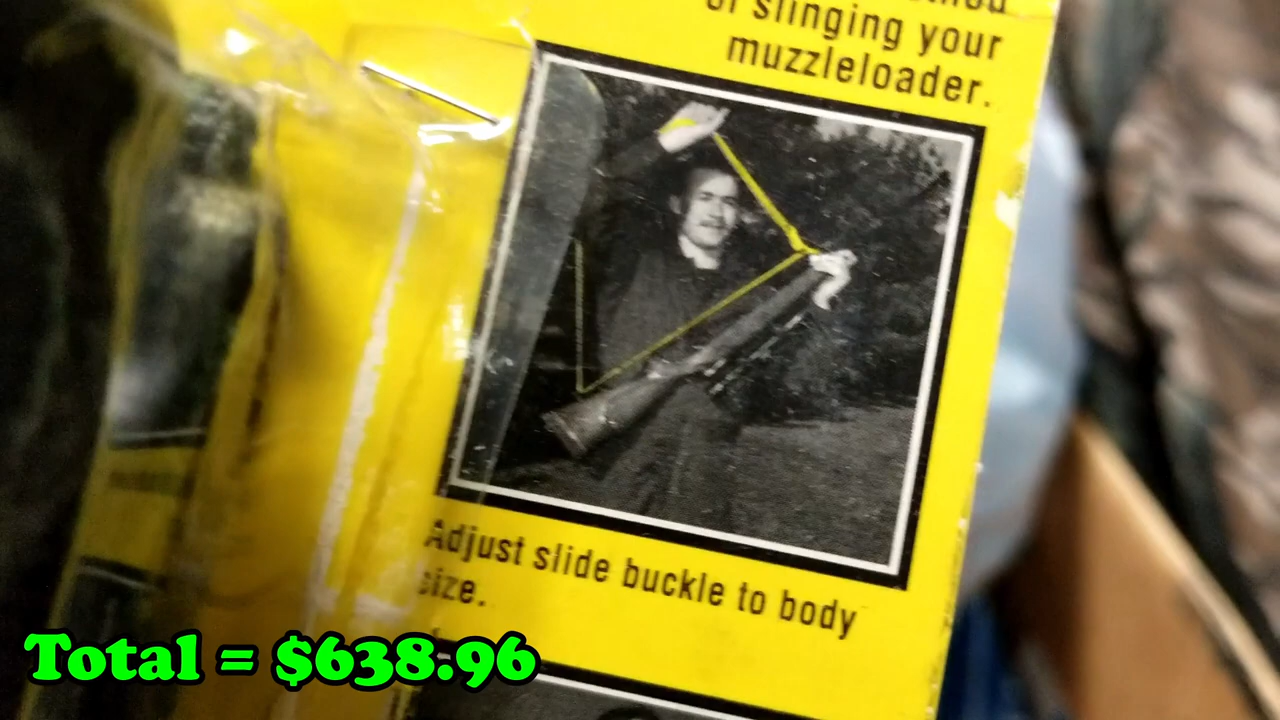 of slinging your
muzzleloader.
Adjust slide buckle to body
size.
Total = $638.96